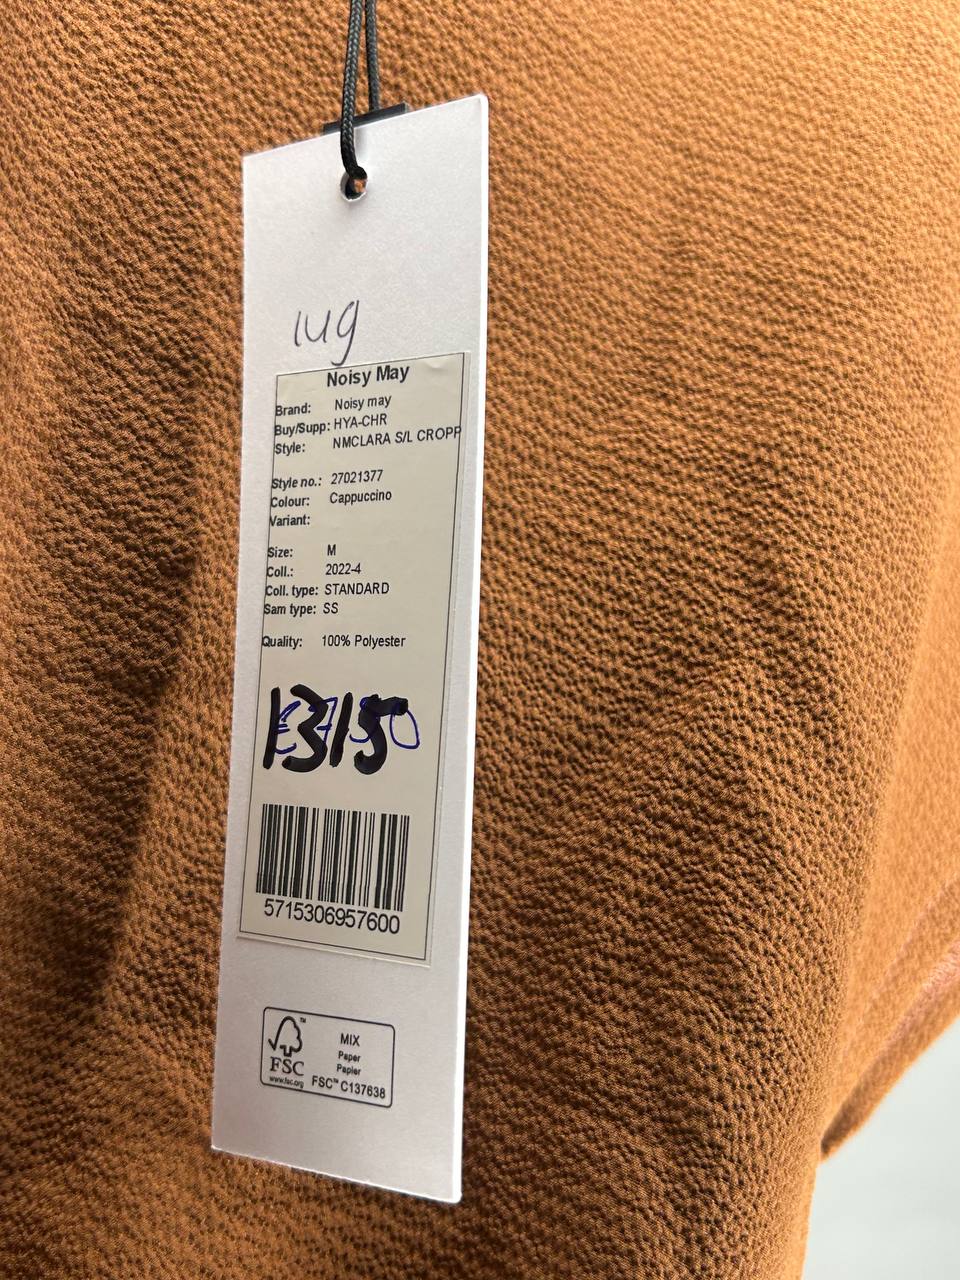 Noisy May
Brand: Noisy may
Buy/Supp: HYA-CHR
Style: NMCLARA S/L CROPP
Style no.: 27021377
Colour: Cappuccino
Variant:
Size: M
Coll.: 2022-4
Coll. type: STANDARD
Sam type: SS
Quality: 100% Polyester
5715306957600
MIX
Paper
Papier
FSC™ C137638
FSC
www.fsc.org